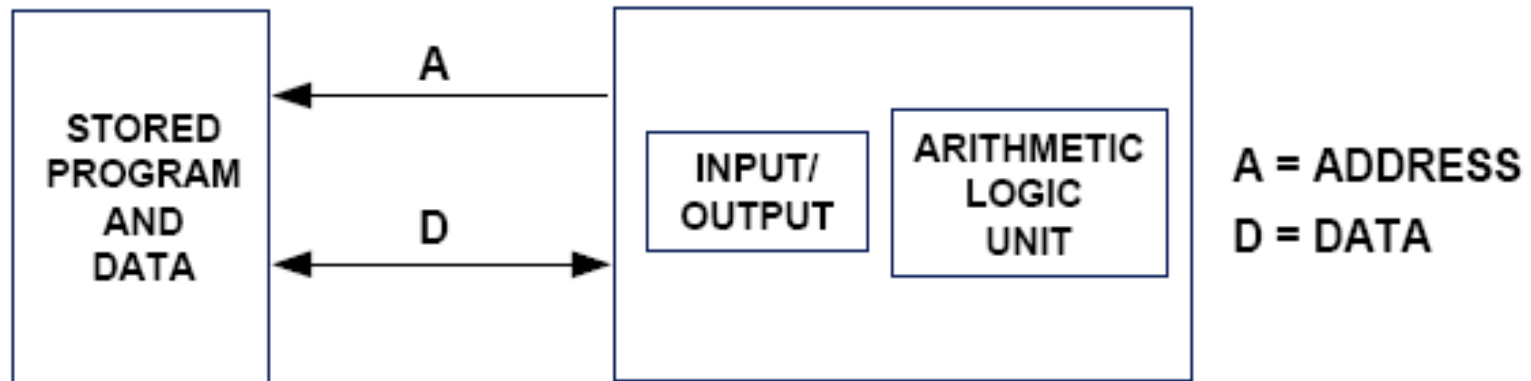 STORED
PROGRAM
AND
DATA
A
D
INPUT/
OUTPUT
ARITHMETIC
LOGIC
UNIT
A = ADDRESS
D = DATA